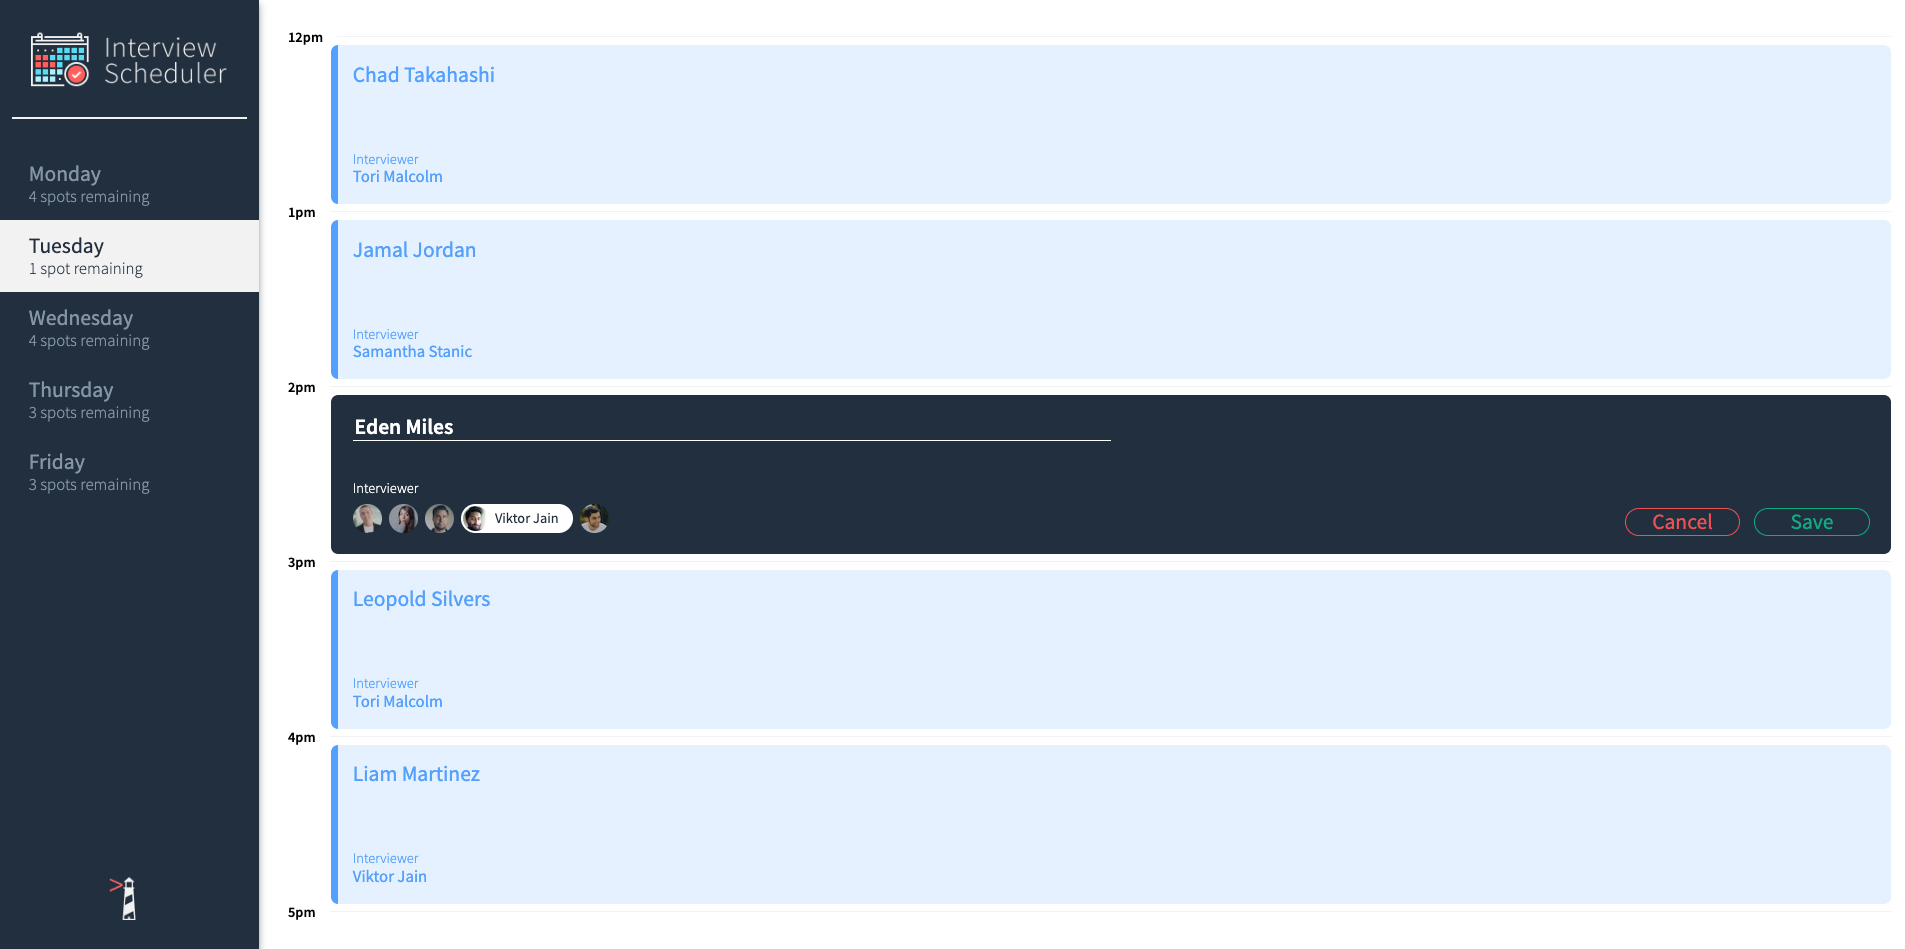 Interview
Scheduler
Monday
4 spots remaining
Tuesday
1 spot remaining
Wednesday
4 spots remaining
Thursday
3 spots remaining
Friday
3 spots remaining
12pm
Chad Takahashi
Interviewer
Tori Malcolm
1pm
Jamal Jordan
Interviewer
Samantha Stanic
2pm
Eden Miles
Interviewer
Viktor Jain
Cancel Save
3pm
Leopold Silvers
Interviewer
Tori Malcolm
4pm
Liam Martinez
Interviewer
Viktor Jain
5pm